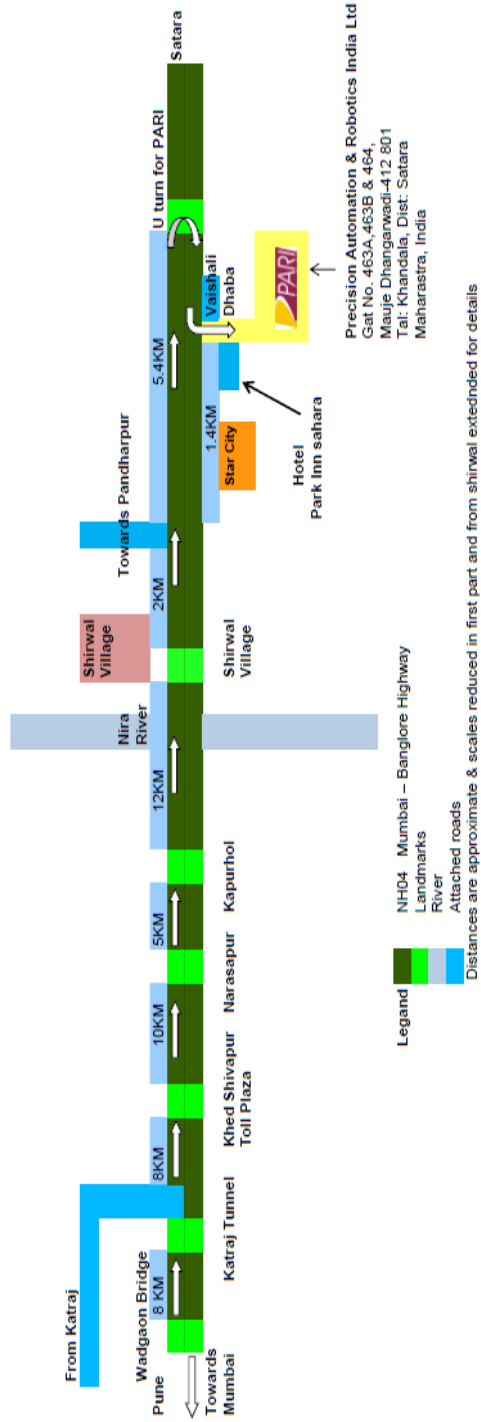 From Katraj
Wadgaon Bridge
Pune
Towards
Mumbai
8 KM
Katraj Tunnel
8KM
Khed Shivapur
Toll Plaza
10KM
Narasapur
5KM
Kapurhol
12KM
Nira
River
Shirwal
Village
Shirwal
Village
2KM
Towards Pandharpur
5.4KM
1.4KM
Star City
Hotel
Park Inn sahara
Vaishali
Dhaba
U turn for PARI
Satara
PARI
Precision Automation & Robotics India Ltd
Gat No. 463A,463B & 464,
Mauje Dhangarwadi-412 801
Tal: Khandala, Dist: Satara
Maharastra, India
Legand
NH04 Mumbai – Banglore Highway
Landmarks
River
Attached roads
Distances are approximate & scales reduced in first part and from shirwal extednded for details